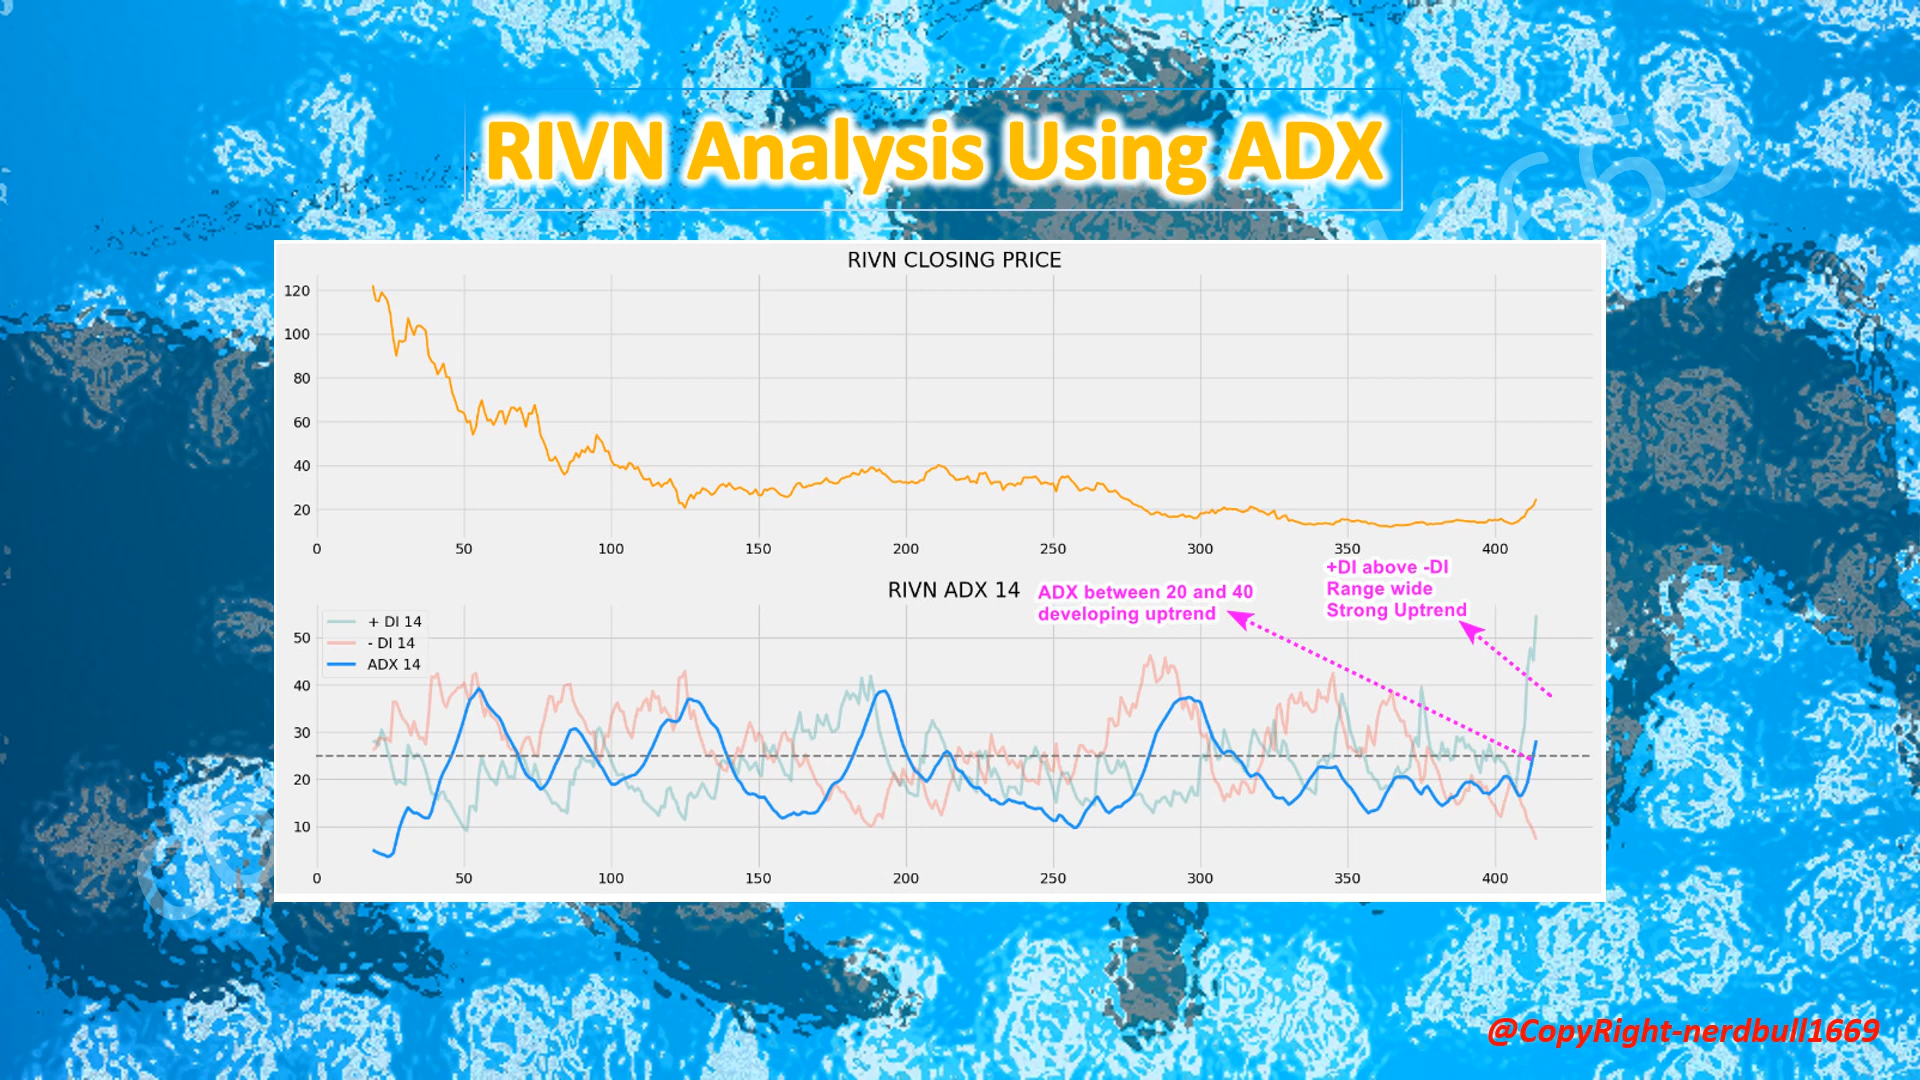 RIVN Analysis Using ADX
RIVN CLOSING PRICE
120
100
80
60
40
20
0 50 100 150 200 250 300 350 400
RIVN ADX 14
ADX between 20 and 40
developing uptrend
+DI above -DI
Range wide
Strong Uptrend
+ DI 14
- DI 14
ADX 14
50
40
30
20
10
0 50 100 150 200 250 300 350 400
@CopyRight-nerdbull1669